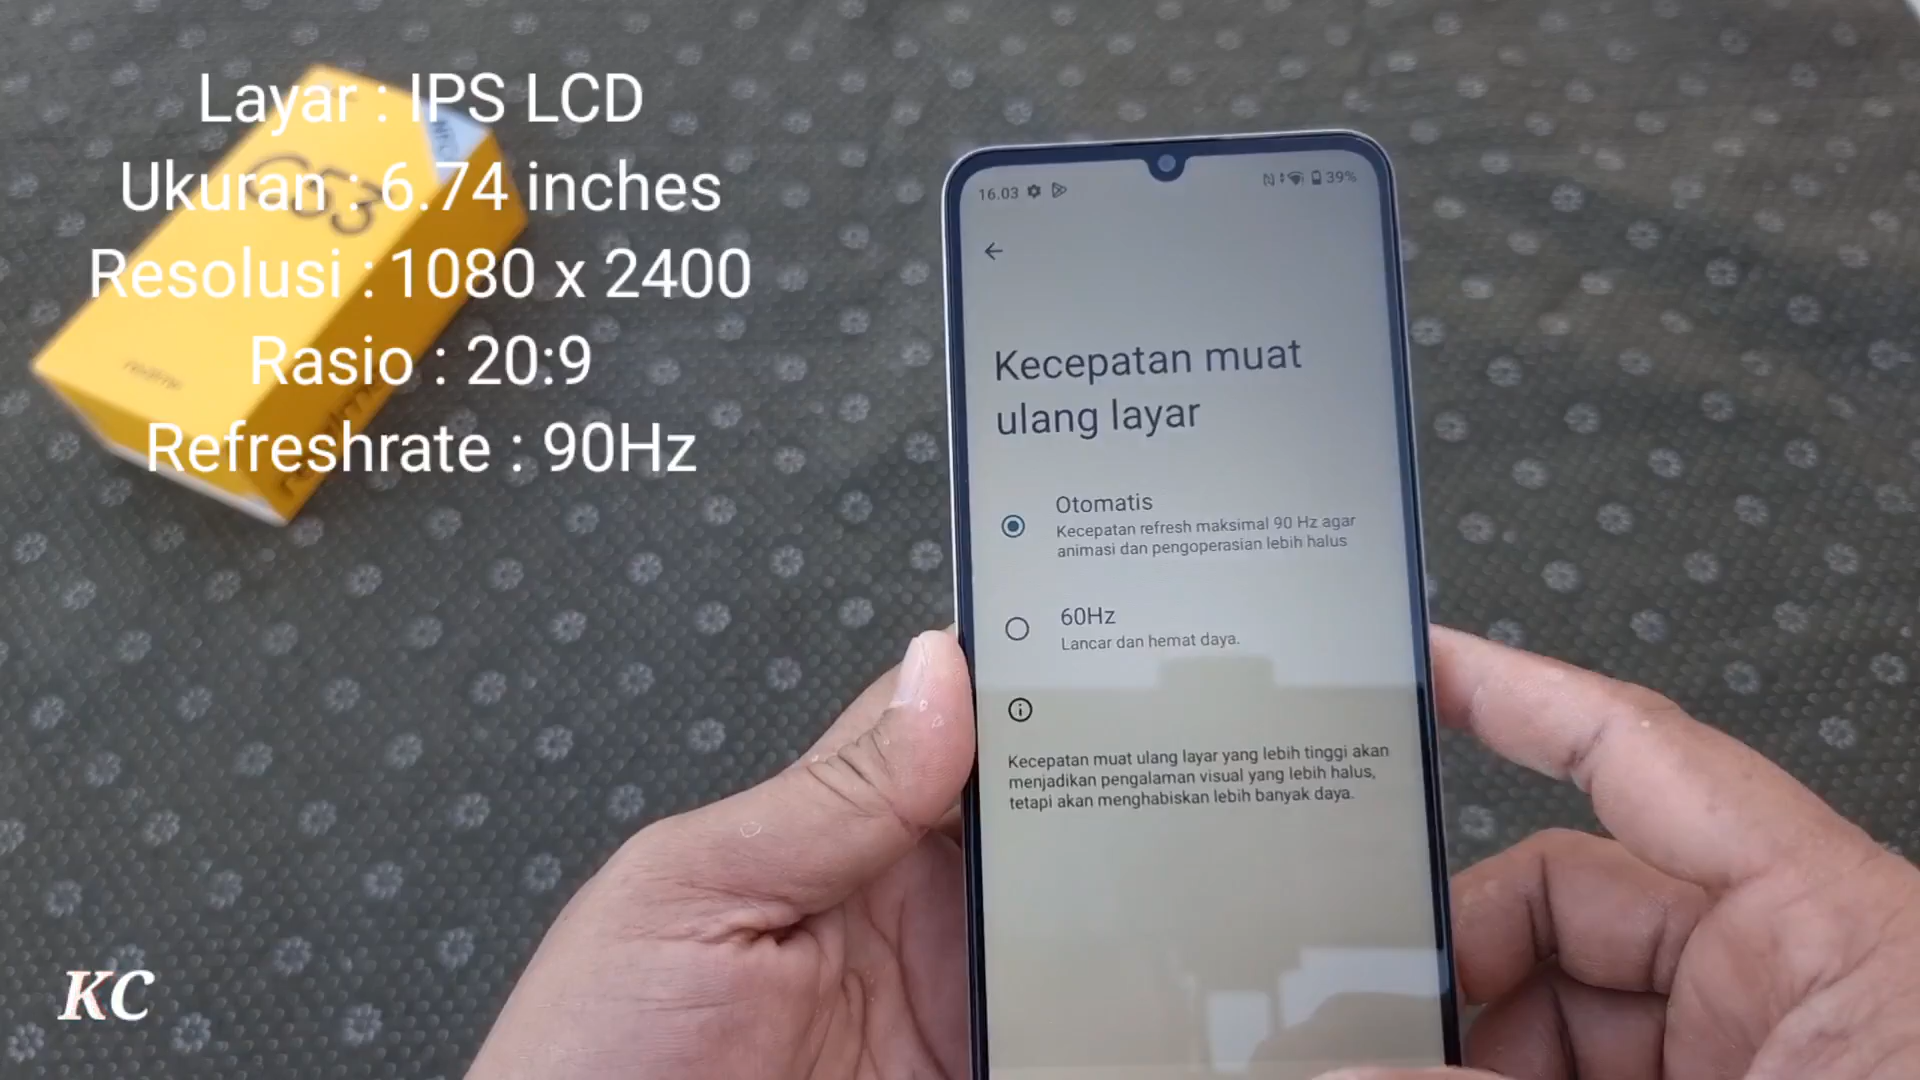 Layar : IPS LCD
Ukuran : 6.74 inches
Resolusi : 1080 x 2400
Rasio : 20:9
Refreshrate : 90Hz
C53
NFC
realme
16.03
39%
Kecepatan muat
ulang layar
Otomatis
Kecepatan refresh maksimal 90 Hz agar
animasi dan pengoperasian lebih halus
60Hz
Lancar dan hemat daya.
Kecepatan muat ulang layar yang lebih tinggi akan
menjadikan pengalaman visual yang lebih halus,
tetapi akan menghabiskan lebih banyak daya.
KC